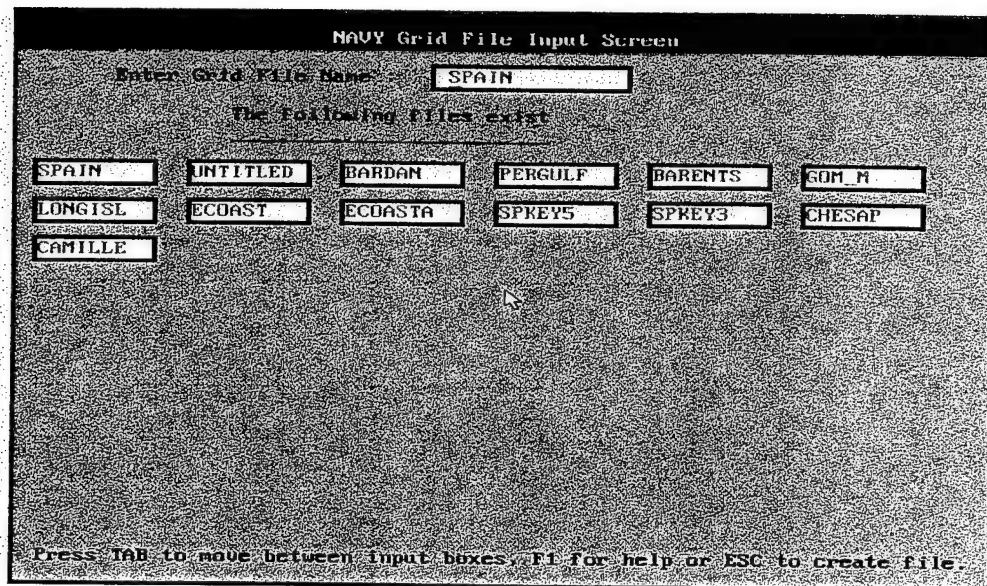 NAVY Grid File Input Screen
Enter Grid File Name: SPAIN
The following files exist
SPAIN UNTITLED BARDAN PERGULF BARENTS GOM_M
LONGISL ECOAST ECOASTA SPKEY5 SPKEY3 CHESAP
CAMILLE
Press TAB to move between input boxes, F1 for help or ESC to create file.